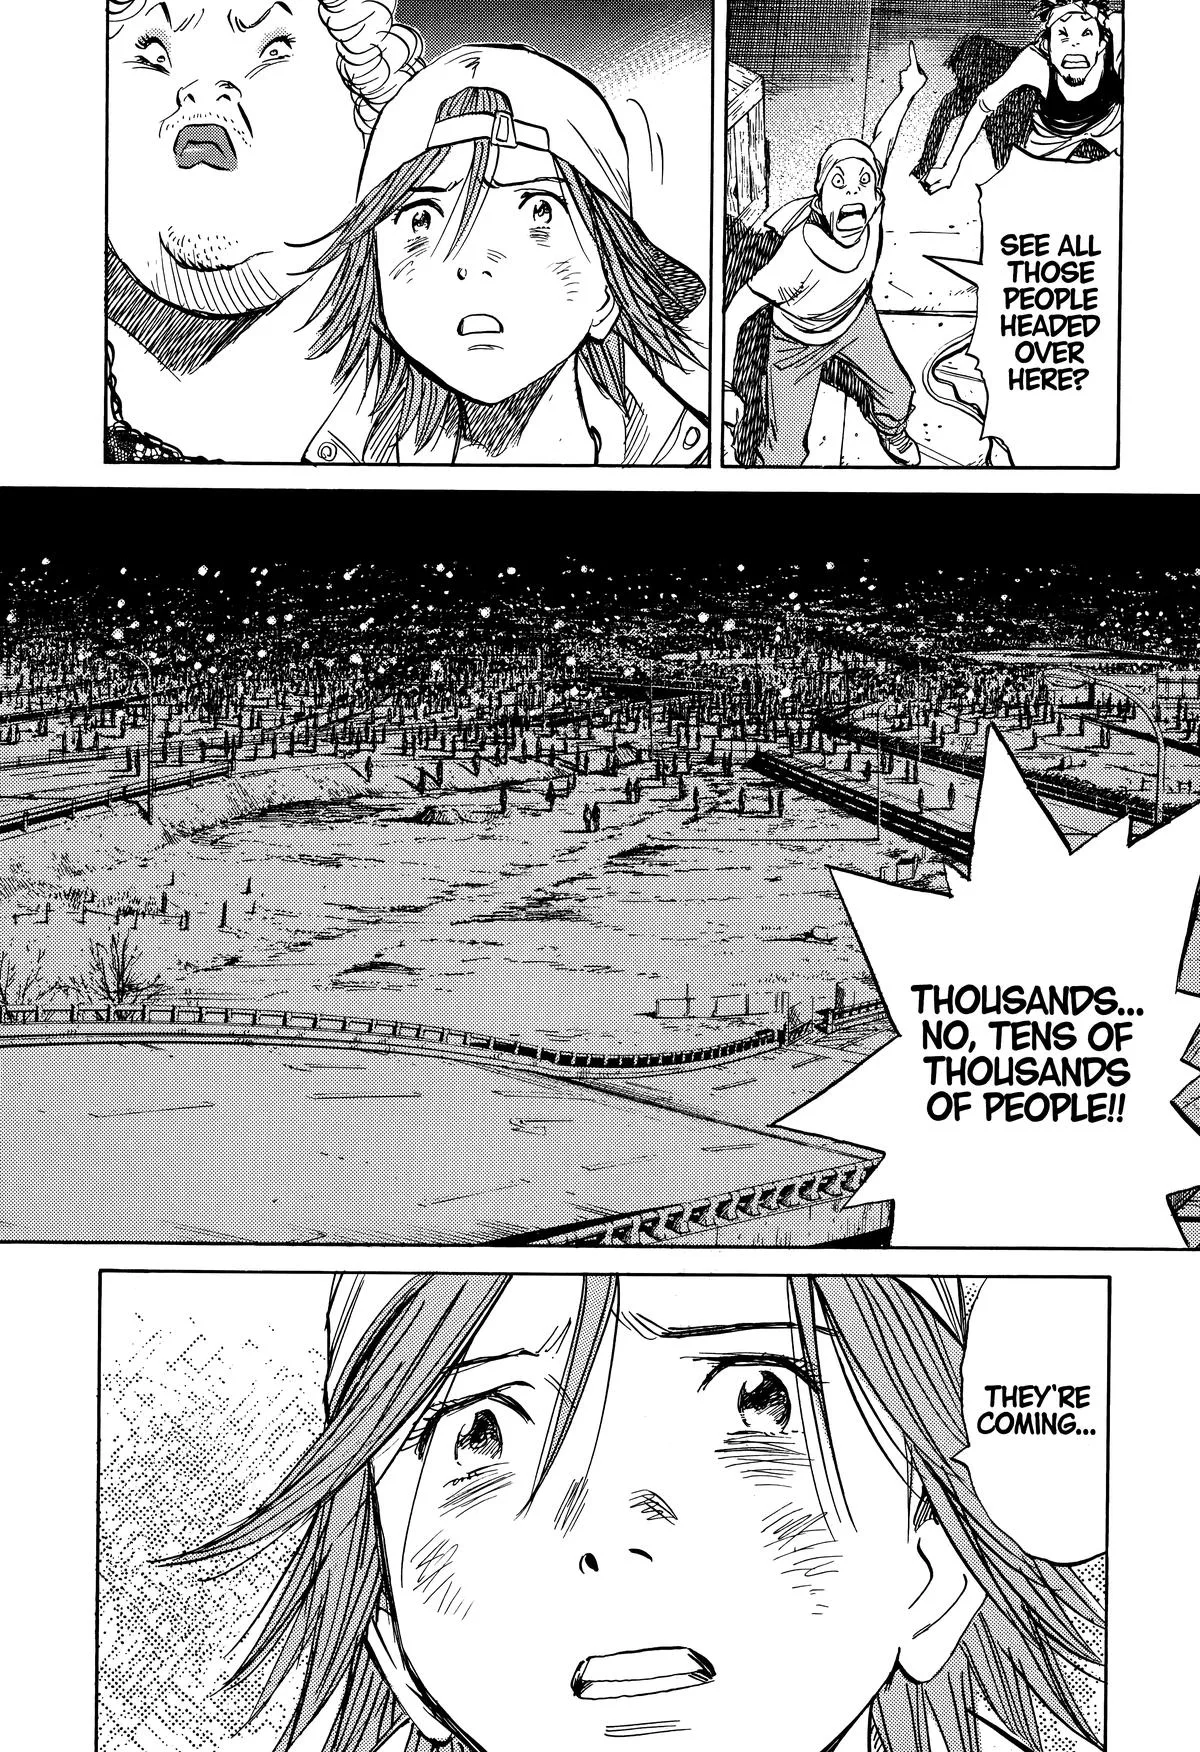 SEE ALL
THOSE
PEOPLE
HEADED
OVER
HERE?
THOUSANDS...
NO, TENS OF
THOUSANDS
OF PEOPLE!!
THEY'RE
COMING...